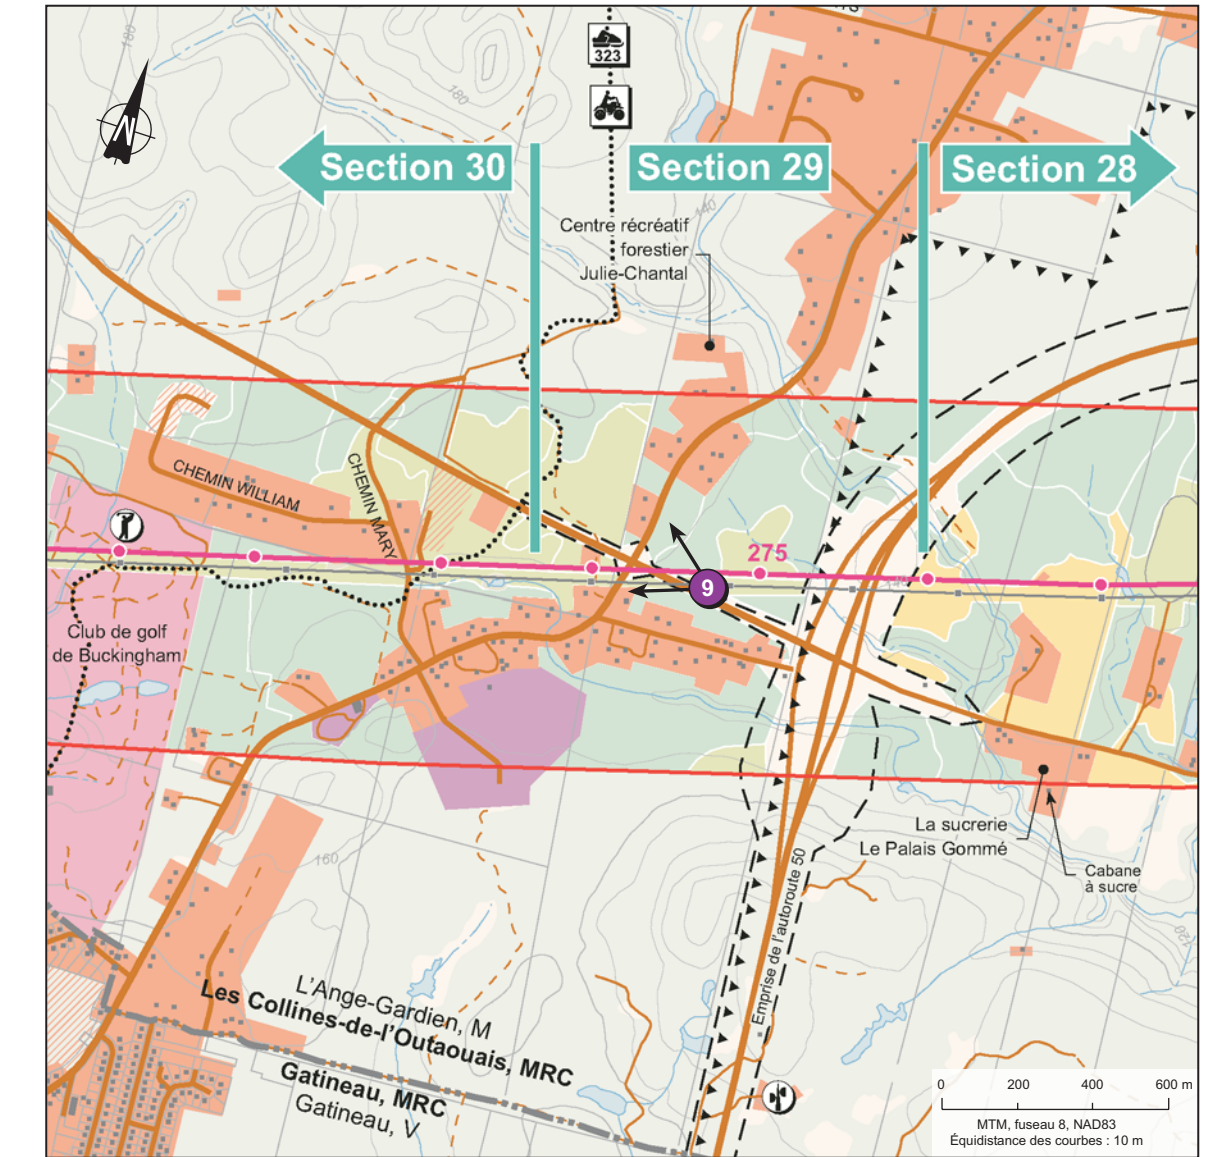 323
180
180
N
Section 30
Section 29
Section 28
140
Centre récréatif
forestier
Julie-Chantal
CHEMIN WILLIAM
CHEMIN MARY
275
140
9
Club de golf
de Buckingham
La sucrerie
Le Palais Gommé
Cabane
à sucre
160
Emprise de l'autoroute 50
120
L'Ange-Gardien, M
Les Collines-de-l'Outaouais, MRC
Gatineau, MRC
Gatineau, V
0 200 400 600 m
MTM, fuseau 8, NAD83
Équidistance des courbes : 10 m